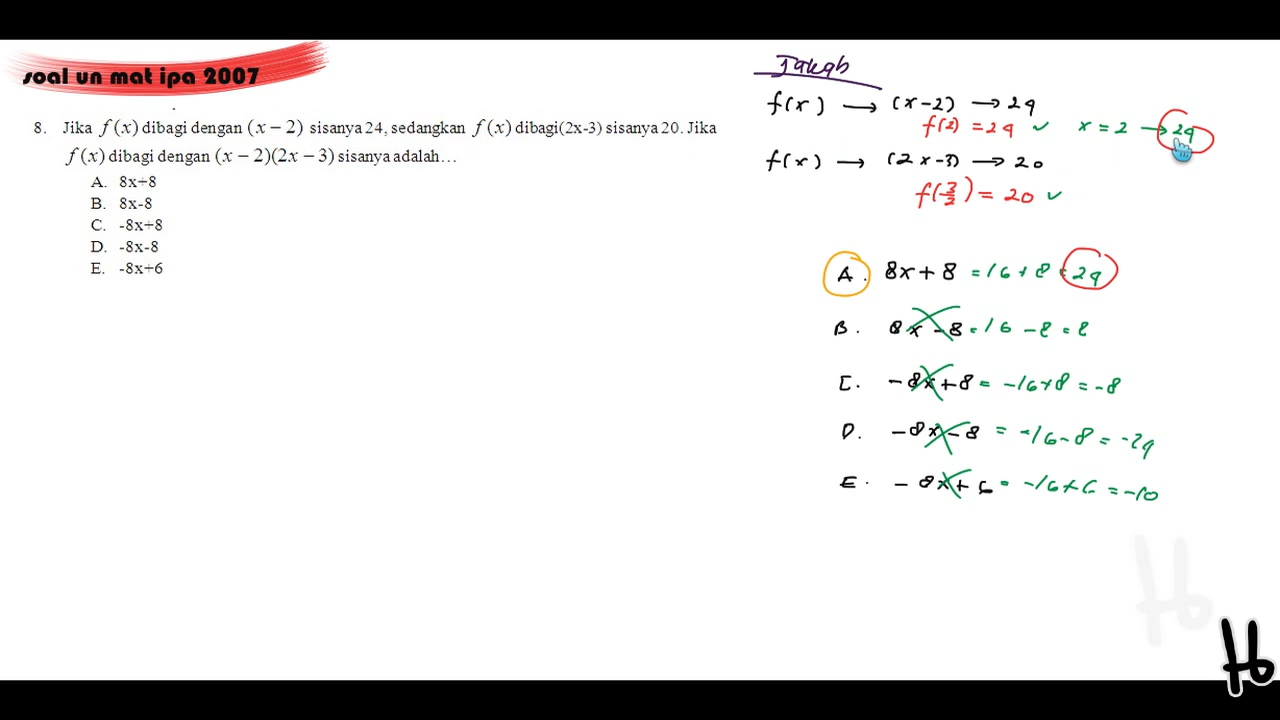 soal un mat ipa 2007
8. Jika f(x) dibagi dengan (x − 2) sisanya 24, sedangkan f(x) dibagi(2x-3) sisanya 20. Jika
f(x) dibagi dengan (x − 2)(2x − 3) sisanya adalah…
A. 8x+8
B. 8x-8
C. -8x+8
D. -8x-8
E. -8x+6
Jawab
f(x) → (x-2) → 24
f(2) = 24 ✓ x = 2 → 24
f(x) → (2x-3) → 20
f(3/2) = 20 ✓
A. 8x + 8 = 16 + 8 = 24
B. 8x - 8 = 16 - 8 = 8
C. -8x + 8 = -16 + 8 = -8
D. -8x - 8 = -16 - 8 = -24
E. -8x + 6 = -16 + 6 = -10